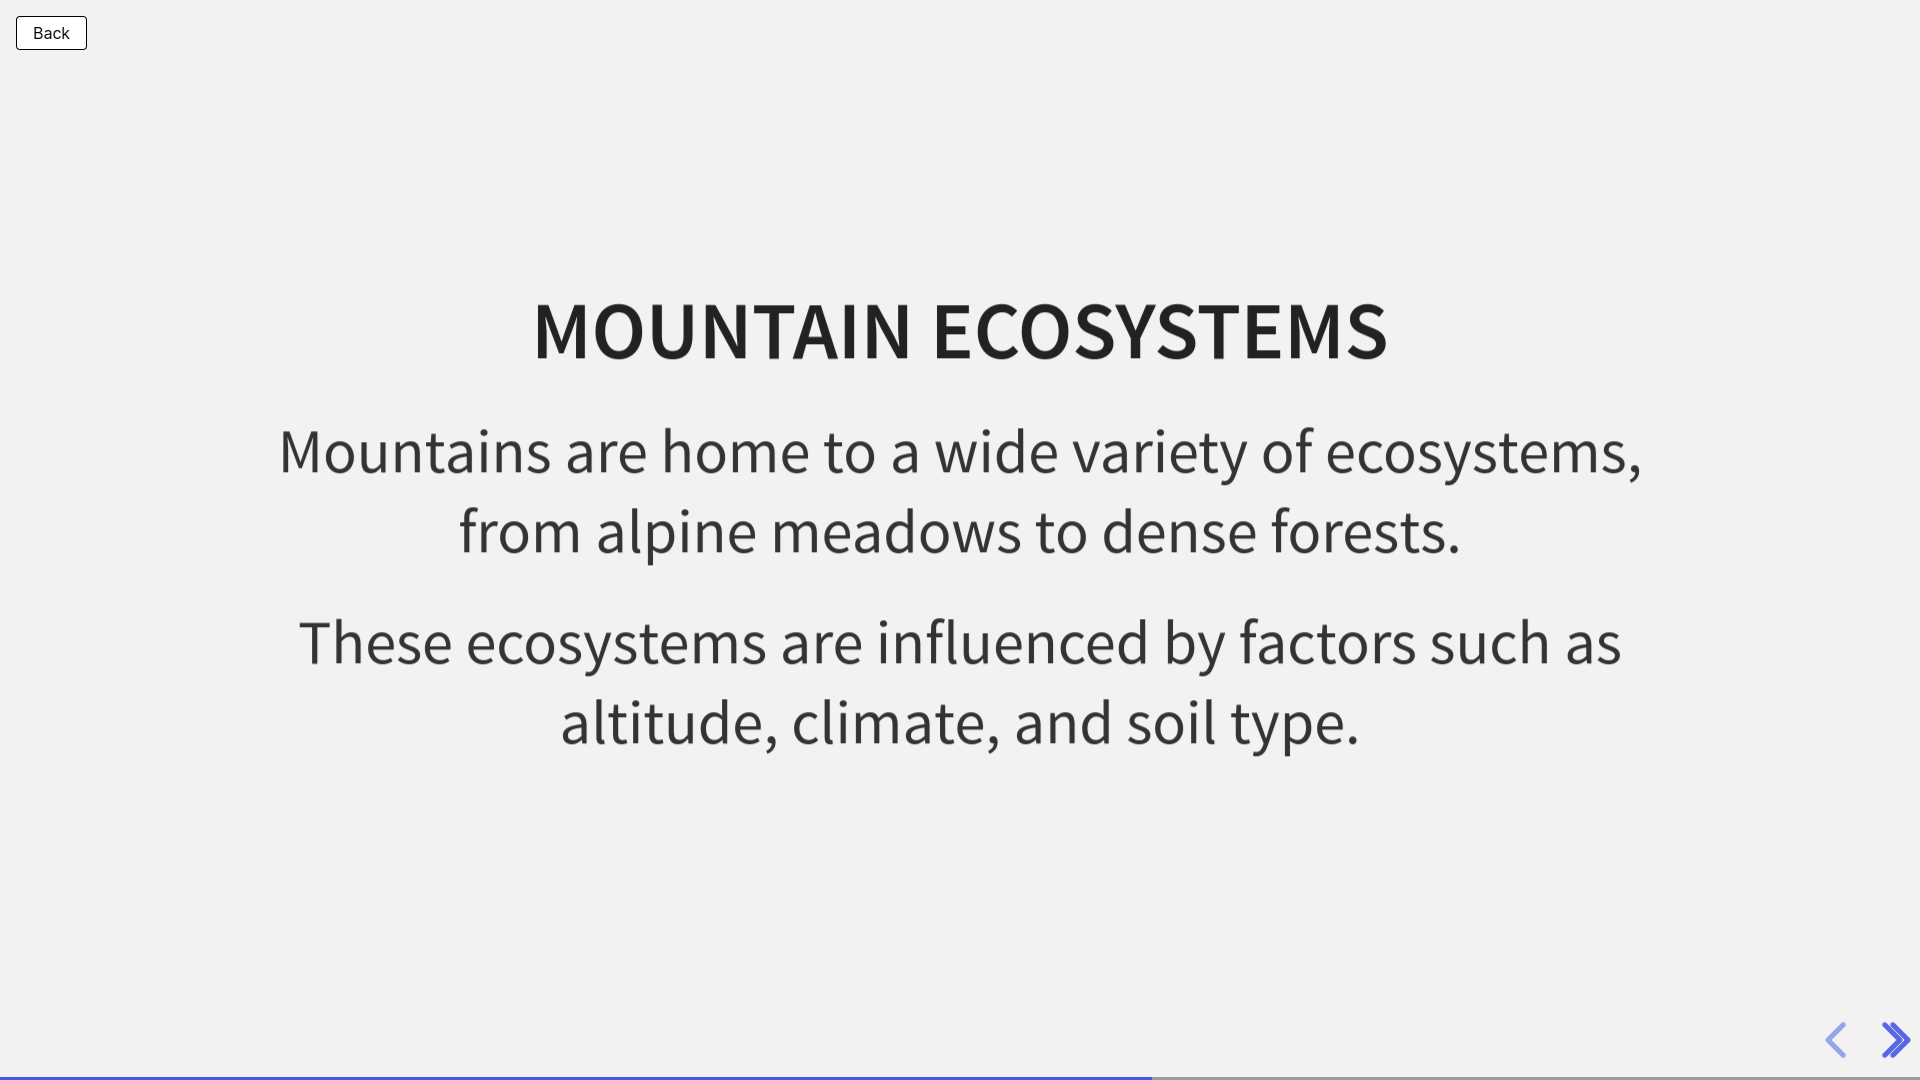 Back
MOUNTAIN ECOSYSTEMS
Mountains are home to a wide variety of ecosystems,
from alpine meadows to dense forests.
These ecosystems are influenced by factors such as
altitude, climate, and soil type.